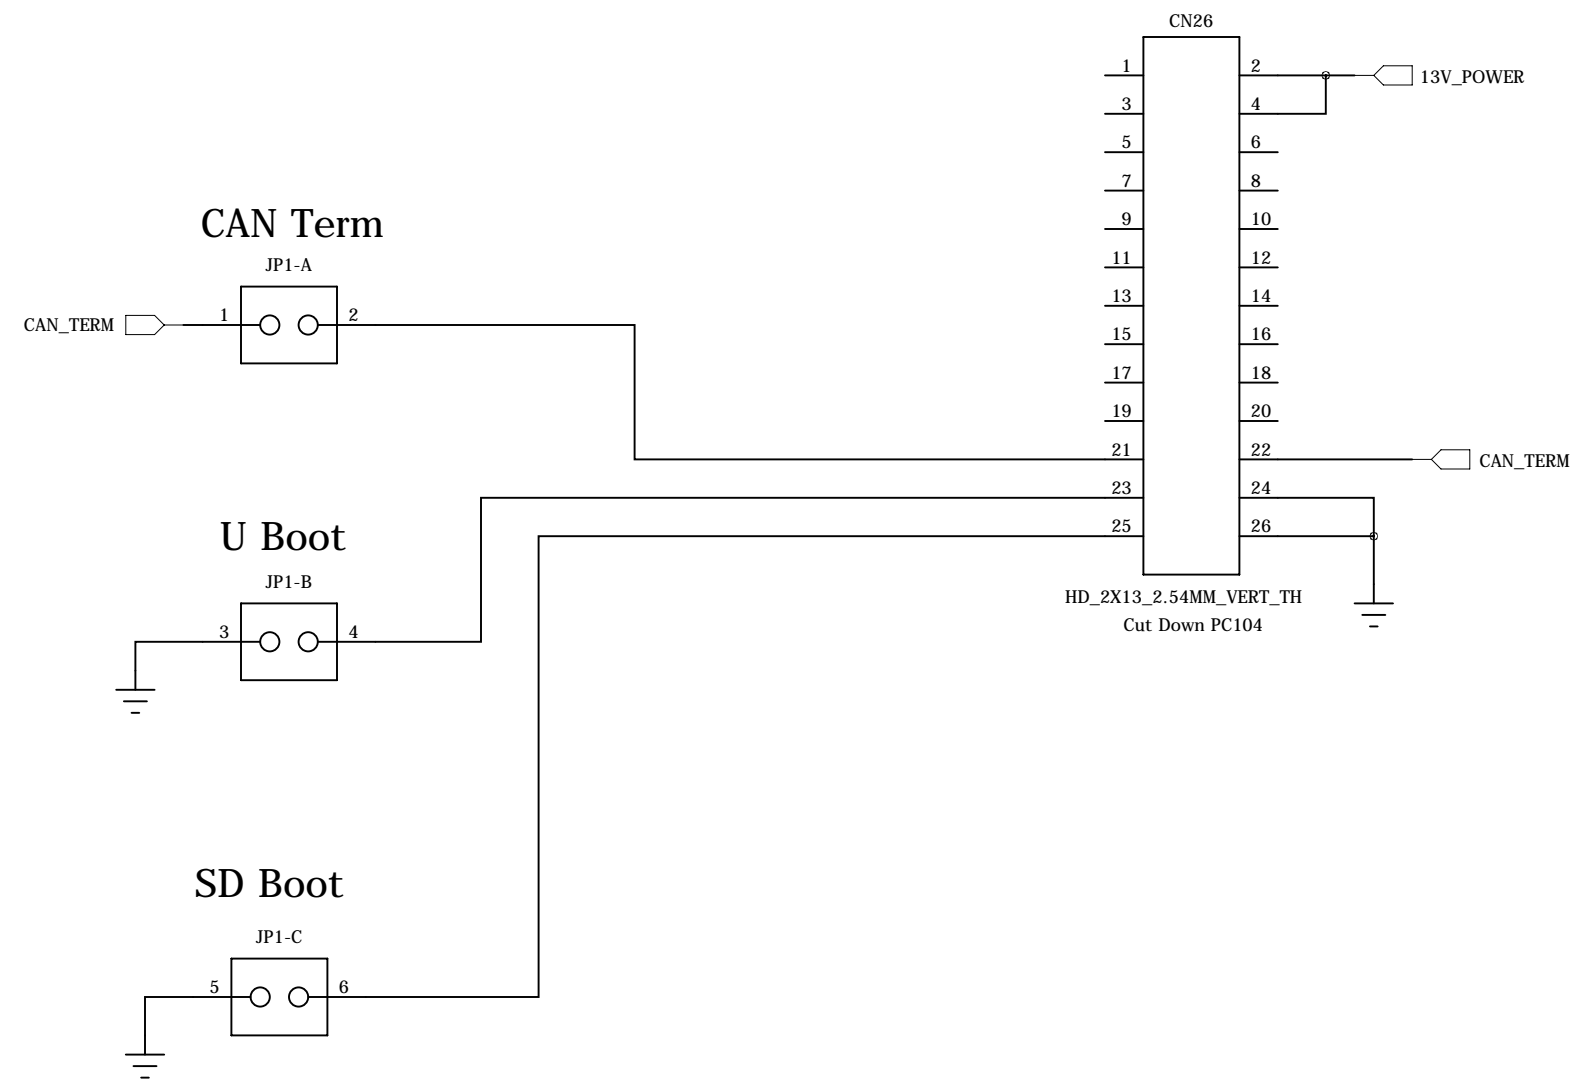 CN26
1 2 13V_POWER
3 4
5 6
7 8
9 10
11 12
13 14
15 16
17 18
19 20
21 22 CAN_TERM
23 24
25 26
HD_2X13_2.54MM_VERT_TH
Cut Down PC104
CAN Term
JP1-A
CAN_TERM 1 2
U Boot
JP1-B
3 4
SD Boot
JP1-C
5 6